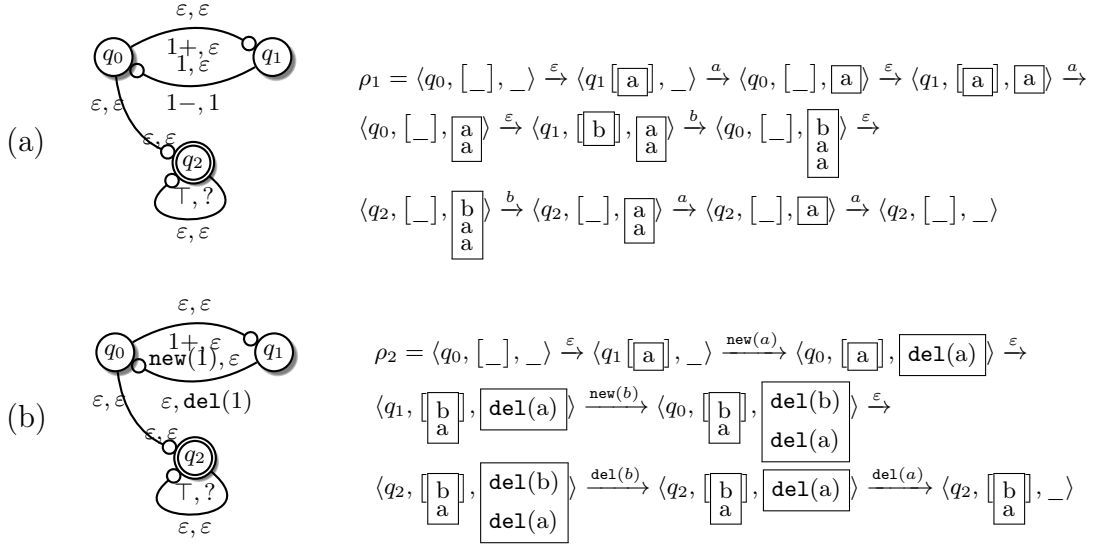 (a)
ε, ε
q₀
1+, ε
1, ε
q₁
1−, 1
ε, ε
ε, ε
q₂
⊤, ?
ε, ε
ρ₁ = ⟨q₀, [_], _⟩ →ε ⟨q₁[a], _⟩ →a ⟨q₀, [_], a⟩ →ε ⟨q₁, [a], a⟩ →a
⟨q₀, [_], a a⟩ →ε ⟨q₁, [b], a a⟩ →b ⟨q₀, [_], b a a⟩ →ε
⟨q₂, [_], b a a⟩ →b ⟨q₂, [_], a a⟩ →a ⟨q₂, [_], a⟩ →a ⟨q₂, [_], _⟩
(b)
ε, ε
q₀
1+, ε
new(1), ε
q₁
ε, del(1)
ε, ε
ε, ε
q₂
⊤, ?
ε, ε
ρ₂ = ⟨q₀, [_], _⟩ →ε ⟨q₁[a], _⟩ →new(a) ⟨q₀, [a], del(a)⟩ →ε
⟨q₁, [b a], del(a)⟩ →new(b) ⟨q₀, [b a], del(b) del(a)⟩ →ε
⟨q₂, [b a], del(b) del(a)⟩ →del(b) ⟨q₂, [b a], del(a)⟩ →del(a) ⟨q₂, [b a], _⟩